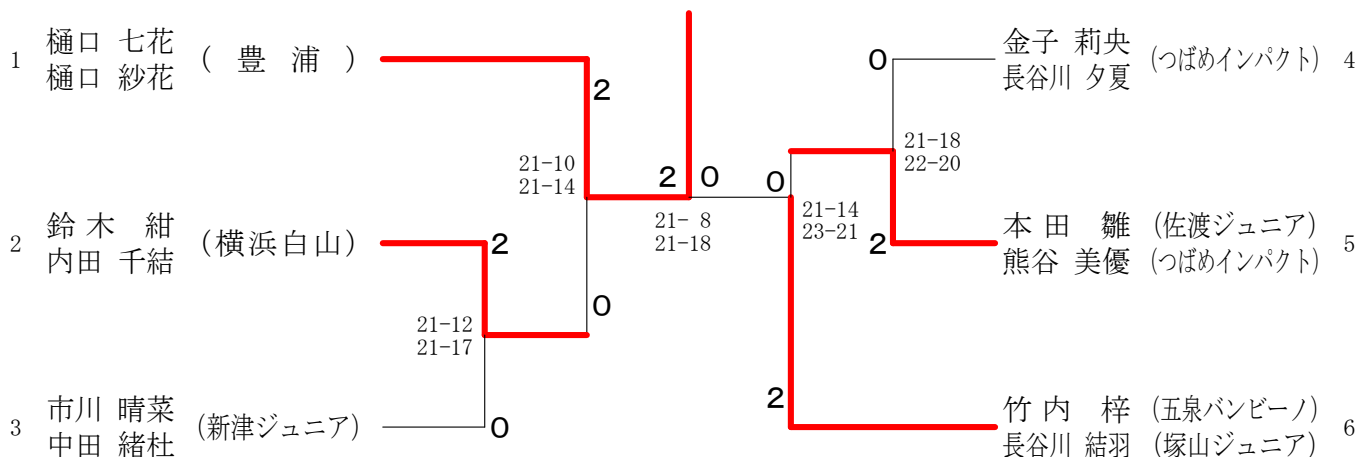 1 樋口 七花 (豊浦)
樋口 紗花
2
21-10
21-14
2 鈴木 紺 (横浜白山)
内田 千結
2
0
21-12
21-17
3 市川 晴菜 (新津ジュニア)
中田 緒杜
0
2 0
21- 8
21-18
金子 莉央 (つばめインパクト) 4
長谷川 夕夏
0
21-18
22-20
0
21-14
23-21
本田 雛 (佐渡ジュニア) 5
熊谷 美優 (つばめインパクト)
2
竹内 梓 (五泉バンビーノ) 6
長谷川 結羽 (塚山ジュニア)
2